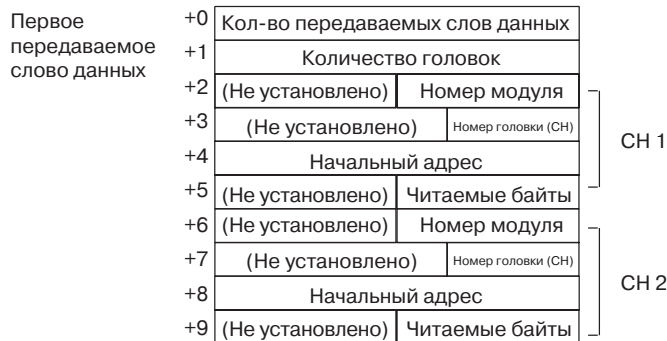 Первое
передаваемое
слово данных
+0 Кол-во передаваемых слов данных
+1 Количество головок
+2 (Не установлено) Номер модуля
+3 (Не установлено) Номер головки (CH)
+4 Начальный адрес
+5 (Не установлено) Читаемые байты
CH 1
+6 (Не установлено) Номер модуля
+7 (Не установлено) Номер головки (CH)
+8 Начальный адрес
+9 (Не установлено) Читаемые байты
CH 2